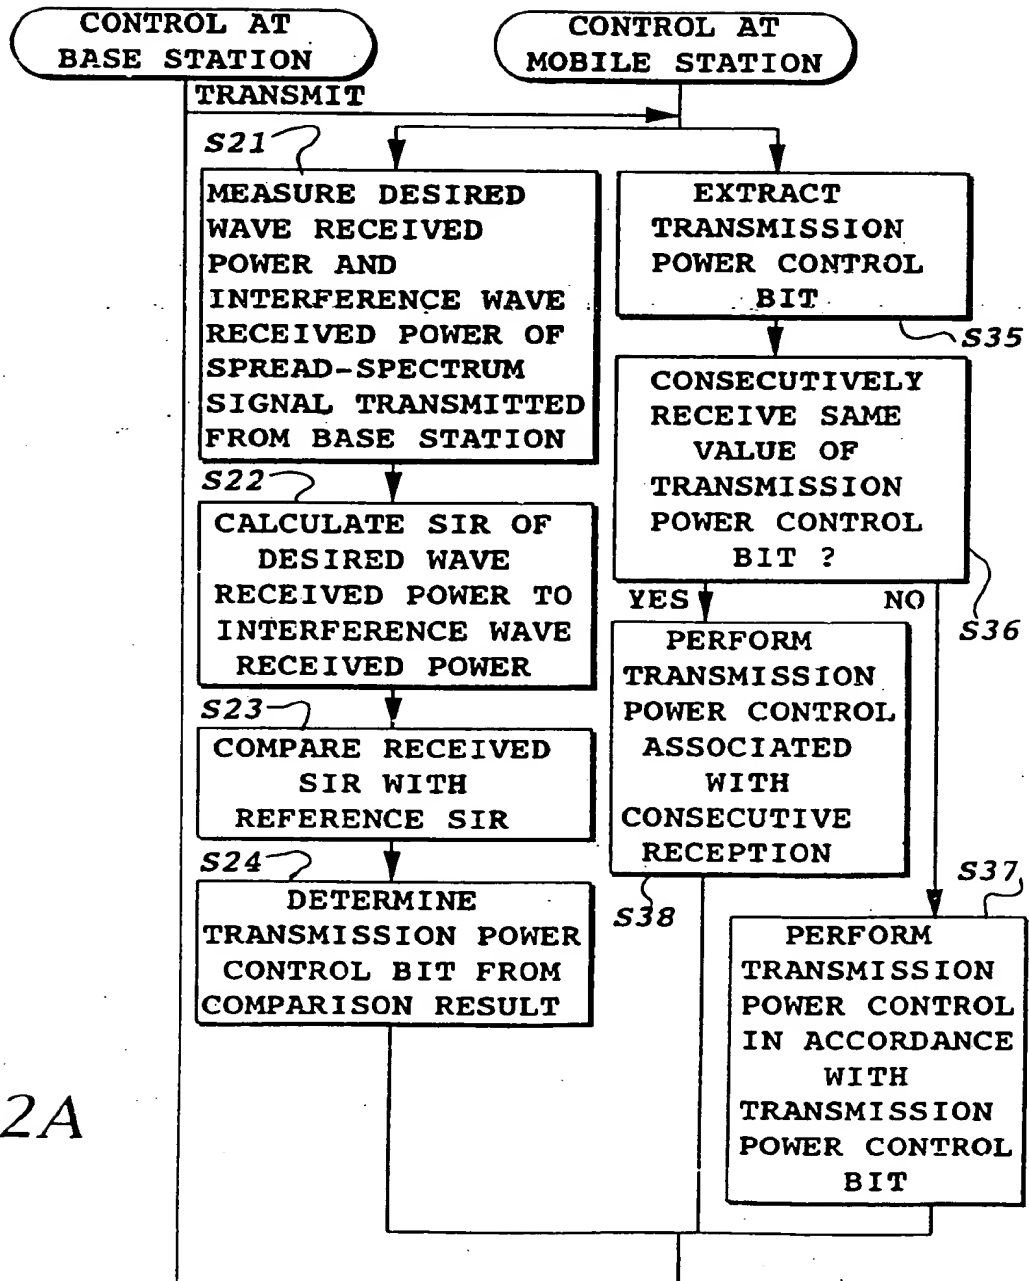 CONTROL AT
BASE STATION
CONTROL AT
MOBILE STATION
TRANSMIT
S21
MEASURE DESIRED
WAVE RECEIVED
POWER AND
INTERFERENCE WAVE
RECEIVED POWER OF
SPREAD-SPECTRUM
SIGNAL TRANSMITTED
FROM BASE STATION
S22
CALCULATE SIR OF
DESIRED WAVE
RECEIVED POWER TO
INTERFERENCE WAVE
RECEIVED POWER
S23
COMPARE RECEIVED
SIR WITH
REFERENCE SIR
S24
DETERMINE
TRANSMISSION POWER
CONTROL BIT FROM
COMPARISON RESULT
EXTRACT
TRANSMISSION
POWER CONTROL
BIT
S35
CONSECUTIVELY
RECEIVE SAME
VALUE OF
TRANSMISSION
POWER CONTROL
BIT ?
S36
YES
NO
PERFORM
TRANSMISSION
POWER CONTROL
ASSOCIATED
WITH
CONSECUTIVE
RECEPTION
S38
S37
PERFORM
TRANSMISSION
POWER CONTROL
IN ACCORDANCE
WITH
TRANSMISSION
POWER CONTROL
BIT
2A